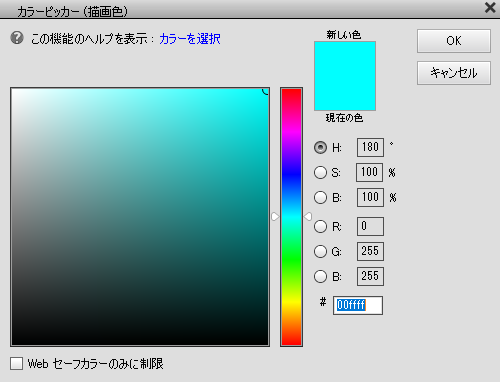 カラーピッカー (描画色)
この機能のヘルプを表示 : カラーを選択
新しい色
現在の色
OK
キャンセル
H: 180 °
S: 100 %
B: 100 %
R: 0
G: 255
B: 255
# 00ffff
Web セーフカラーのみに制限